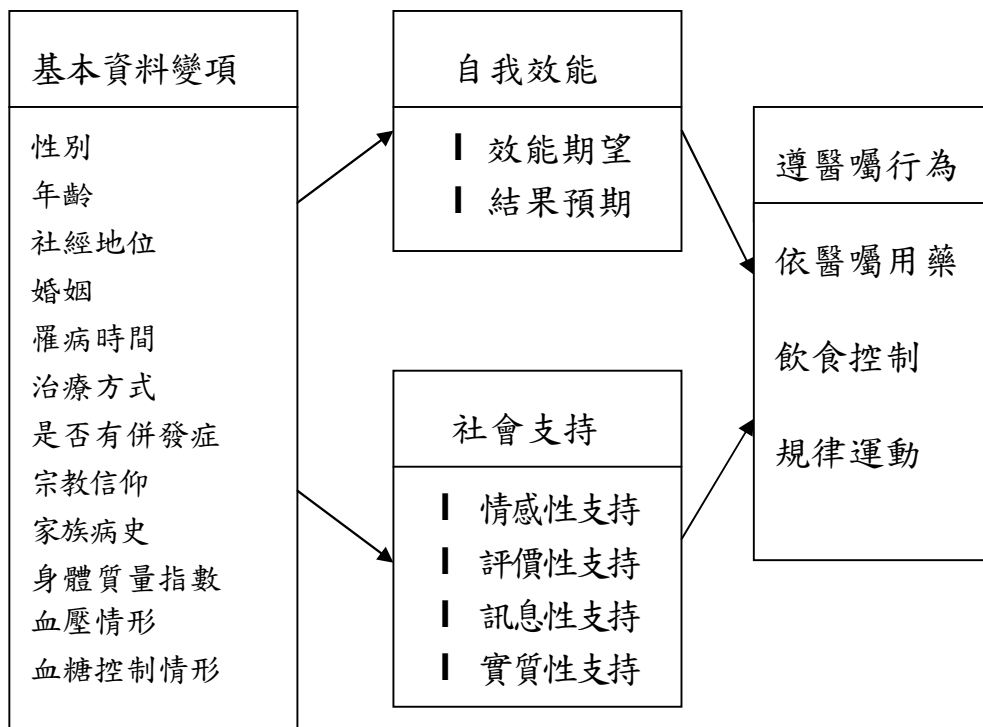 基本資料變項
性別
年齡
社經地位
婚姻
罹病時間
治療方式
是否有併發症
宗教信仰
家族病史
身體質量指數
血壓情形
血糖控制情形
自我效能
效能期望
結果預期
社會支持
情感性支持
評價性支持
訊息性支持
實質性支持
遵醫囑行為
依醫囑用藥
飲食控制
規律運動